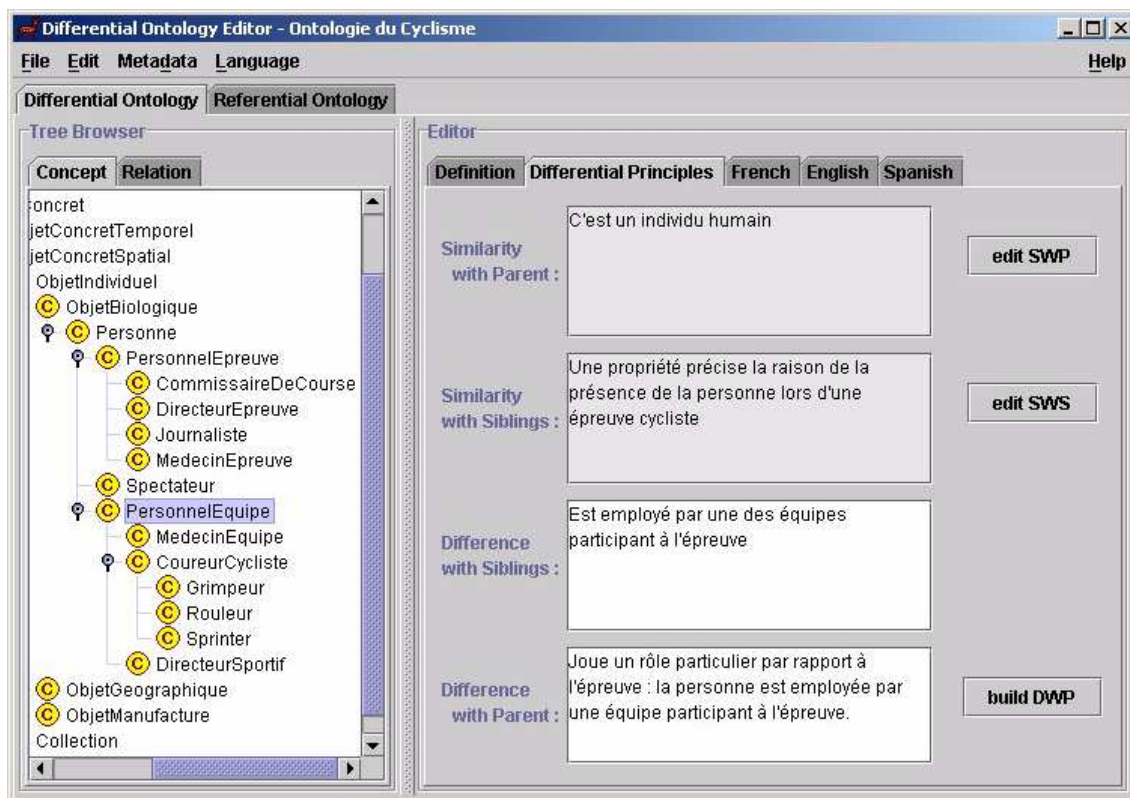 Differential Ontology Editor - Ontologie du Cyclisme
File Edit Metadata Language Help
Differential Ontology Referential Ontology
Tree Browser
Concept Relation
concret
jetConcretTemporel
jetConcretSpatial
ObjetIndividuel
C ObjetBiologique
C Personne
C PersonnelEpreuve
C CommissaireDeCourse
C DirecteurEpreuve
C Journaliste
C MedecinEpreuve
C Spectateur
C PersonnelEquipe
C MedecinEquipe
C CoureurCycliste
C Grimpeur
C Rouleur
C Sprinter
C DirecteurSportif
C ObjetGeographique
C ObjetManufacture
Collection
Editor
Definition Differential Principles French English Spanish
Similarity
with Parent :
C'est un individu humain
edit SWP
Similarity
with Siblings :
Une propriété précise la raison de la
présence de la personne lors d'une
épreuve cycliste
edit SWS
Difference
with Siblings :
Est employé par une des équipes
participant à l'épreuve
Difference
with Parent :
Joue un rôle particulier par rapport à
l'épreuve : la personne est employée par
une équipe participant à l'épreuve.
build DWP